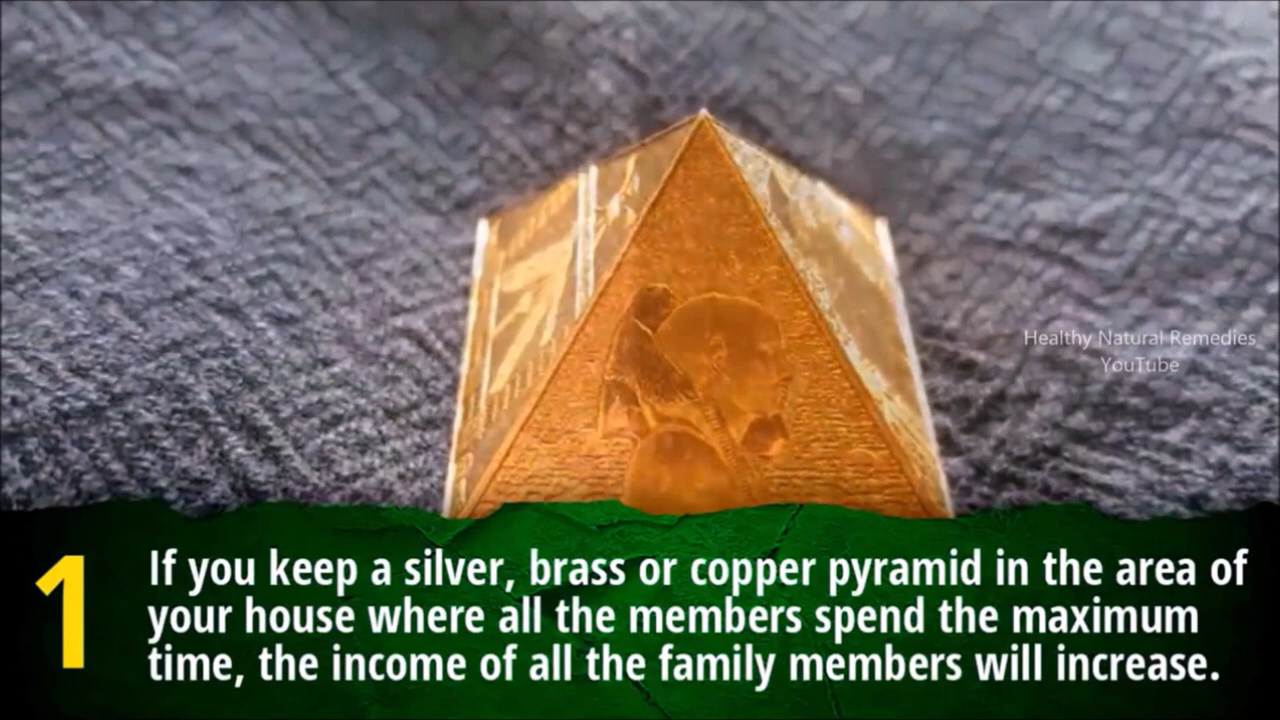 Healthy Natural Remedies
YouTube
1
If you keep a silver, brass or copper pyramid in the area of
your house where all the members spend the maximum
time, the income of all the family members will increase.